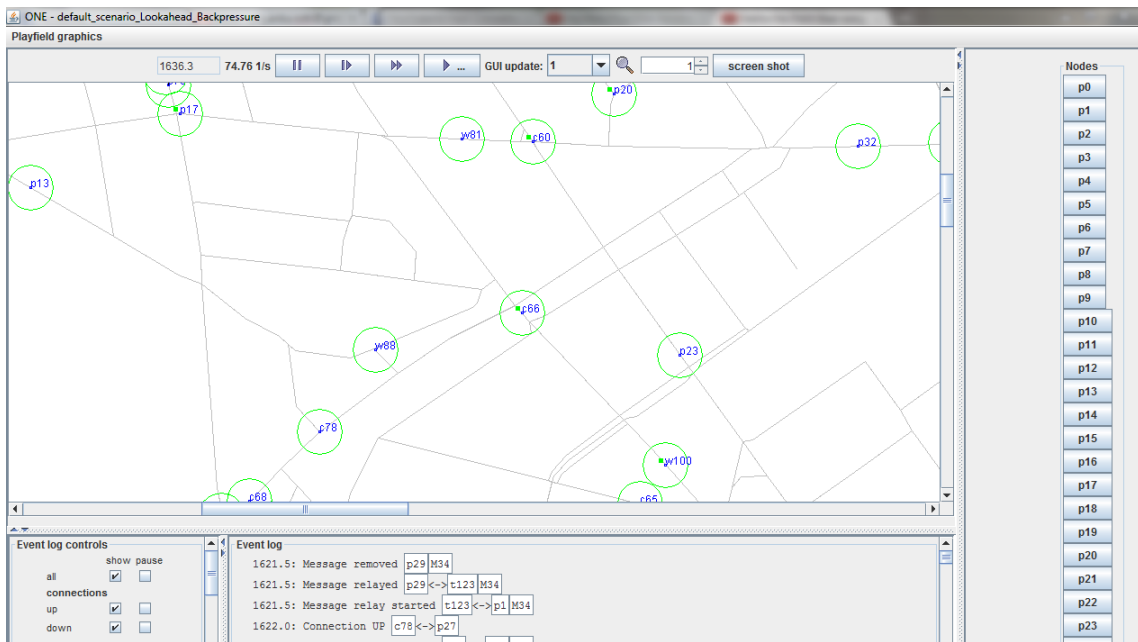 ONE - default_scenario_Lookahead_Backpressure
Playfield graphics
1636.3 74.76 1/s ... GUI update: 1 1 screen shot
p17
p20
w81
c60
p32
p13
c66
w88
p23
c78
w100
c68
c65
Nodes
p0
p1
p2
p3
p4
p5
p6
p7
p8
p9
p10
p11
p12
p13
p14
p15
p16
p17
p18
p19
p20
p21
p22
p23
Event log controls
show pause
all
connections
up
down
Event log
1621.5: Message removed p29 M34
1621.5: Message relayed p29 <-> t123 M34
1621.5: Message relay started t123 <-> p1 M34
1622.0: Connection UP c78 <-> p27